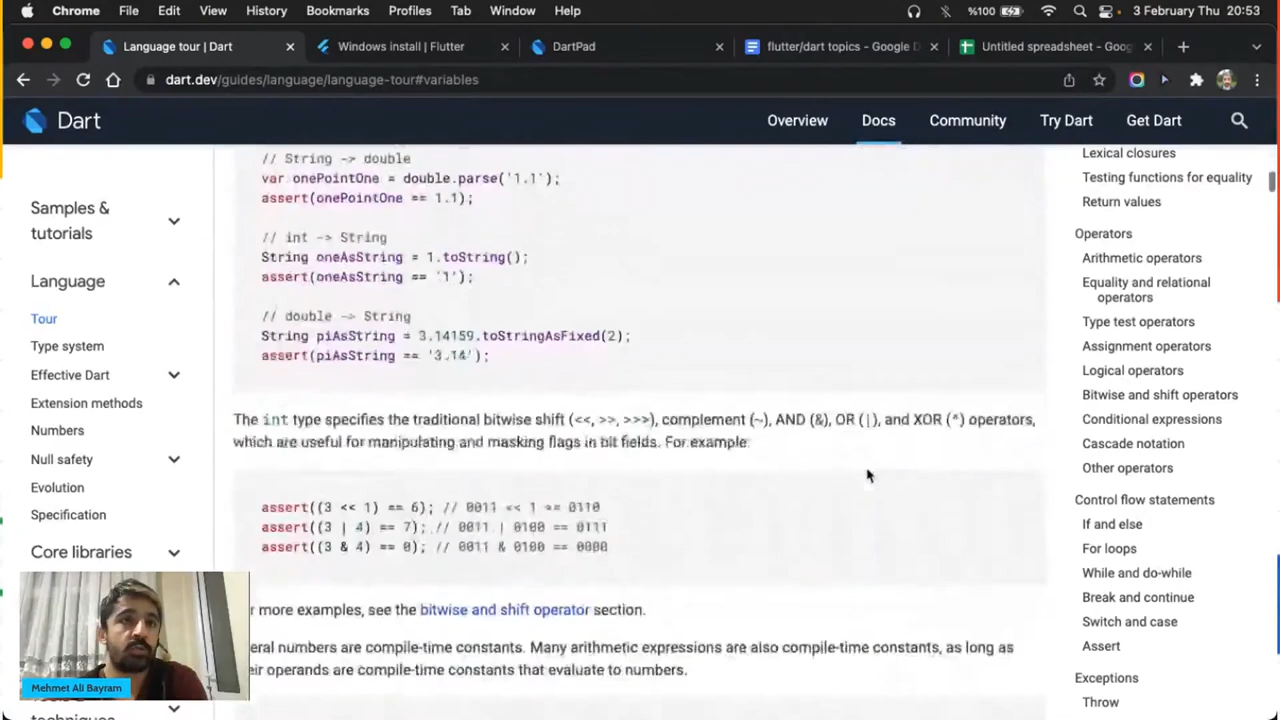 Chrome File Edit View History Bookmarks Profiles Tab Window Help %100 3 February Thu 20:53
Language tour | Dart
Windows install | Flutter
DartPad
flutter/dart topics - Google D
Untitled spreadsheet - Goog
dart.dev/guides/language/language-tour#variables
Dart
Overview Docs Community Try Dart Get Dart
Samples &
tutorials
Language
Tour
Type system
Effective Dart
Extension methods
Numbers
Null safety
Evolution
Specification
Core libraries
techniques
// String -> double
var onePointOne = double.parse('1.1');
assert(onePointOne == 1.1);
// int -> String
String oneAsString = 1.toString();
assert(oneAsString == '1');
// double -> String
String piAsString = 3.14159.toStringAsFixed(2);
assert(piAsString == '3.14');
The int type specifies the traditional bitwise shift (<<, >>, >>>), complement (~), AND (&), OR (|), and XOR (^) operators,
which are useful for manipulating and masking flags in bit fields. For example:
assert((3 << 1) == 6); // 0011 << 1 == 0110
assert((3 | 4) == 7); // 0011 | 0100 == 0111
assert((3 & 4) == 0); // 0011 & 0100 == 0000
r more examples, see the bitwise and shift operator section.
eral numbers are compile-time constants. Many arithmetic expressions are also compile-time constants, as long as
eir operands are compile-time constants that evaluate to numbers.
Lexical closures
Testing functions for equality
Return values
Operators
Arithmetic operators
Equality and relational
operators
Type test operators
Assignment operators
Logical operators
Bitwise and shift operators
Conditional expressions
Cascade notation
Other operators
Control flow statements
If and else
For loops
While and do-while
Break and continue
Switch and case
Assert
Exceptions
Throw
Mehmet Ali Bayram